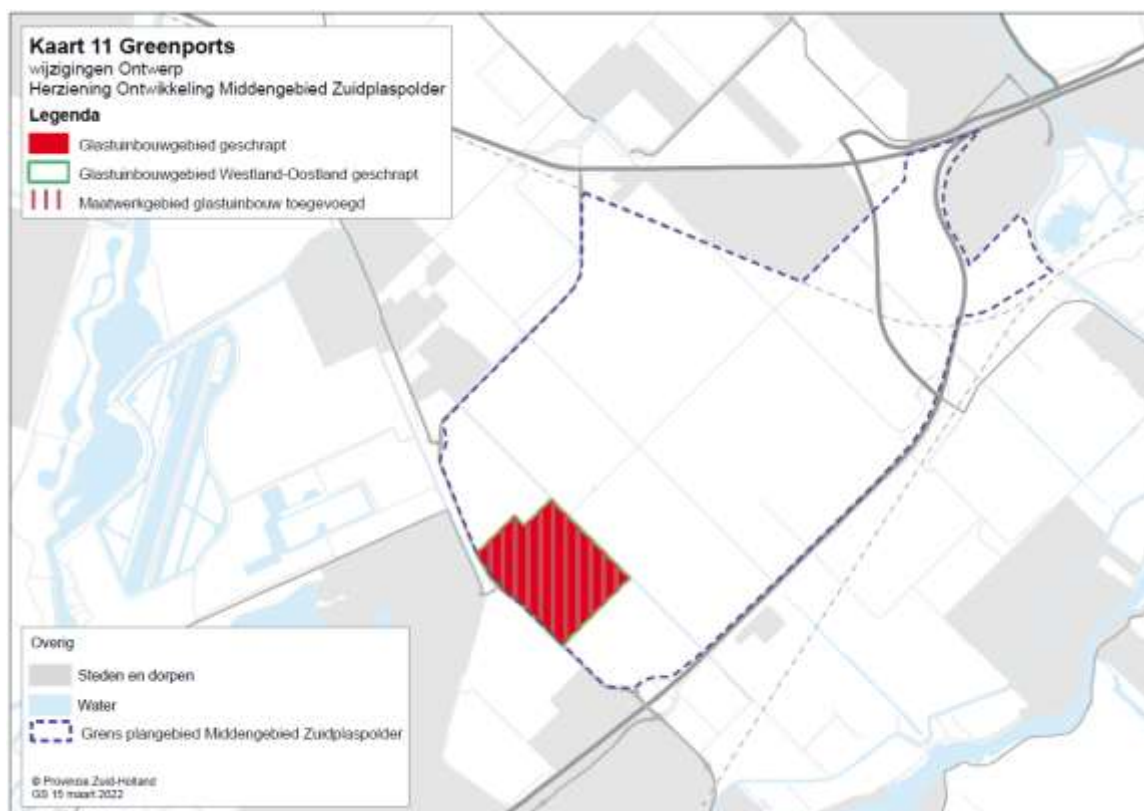 Kaart 11 Greenports
wijzigingen Ontwerp
Herziening Ontwikkeling Middengebied Zuidplaspolder
Legenda
Glastuinbouwgebied geschrapt
Glastuinbouwgebied Westland-Oostland geschrapt
Maatwerkgebied glastuinbouw toegevoegd
Overig
Steden en dorpen
Water
Grens plangebied Middengebied Zuidplaspolder
© Provincie Zuid-Holland
GS 15 maart 2022